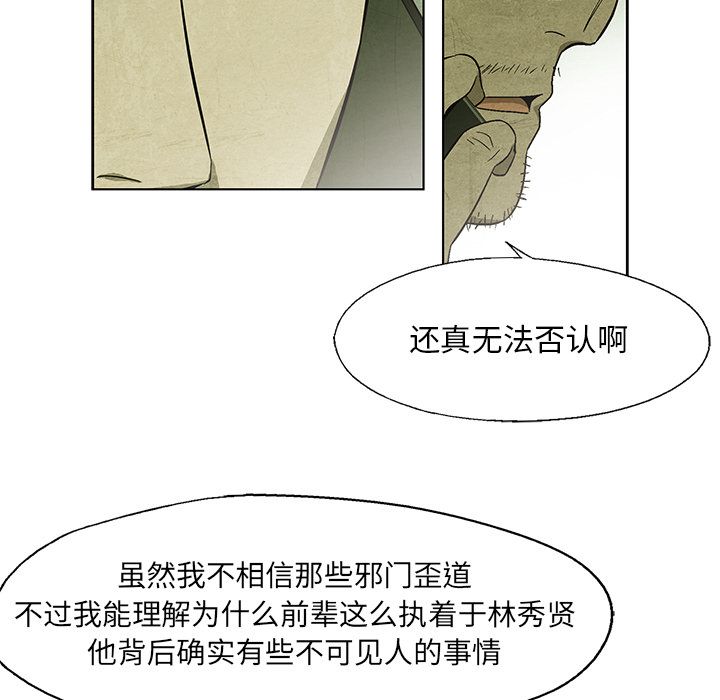 还真无法否认啊
虽然我不相信那些邪门歪道
不过我能理解为什么前辈这么执着于林秀贤
他背后确实有些不可见人的事情